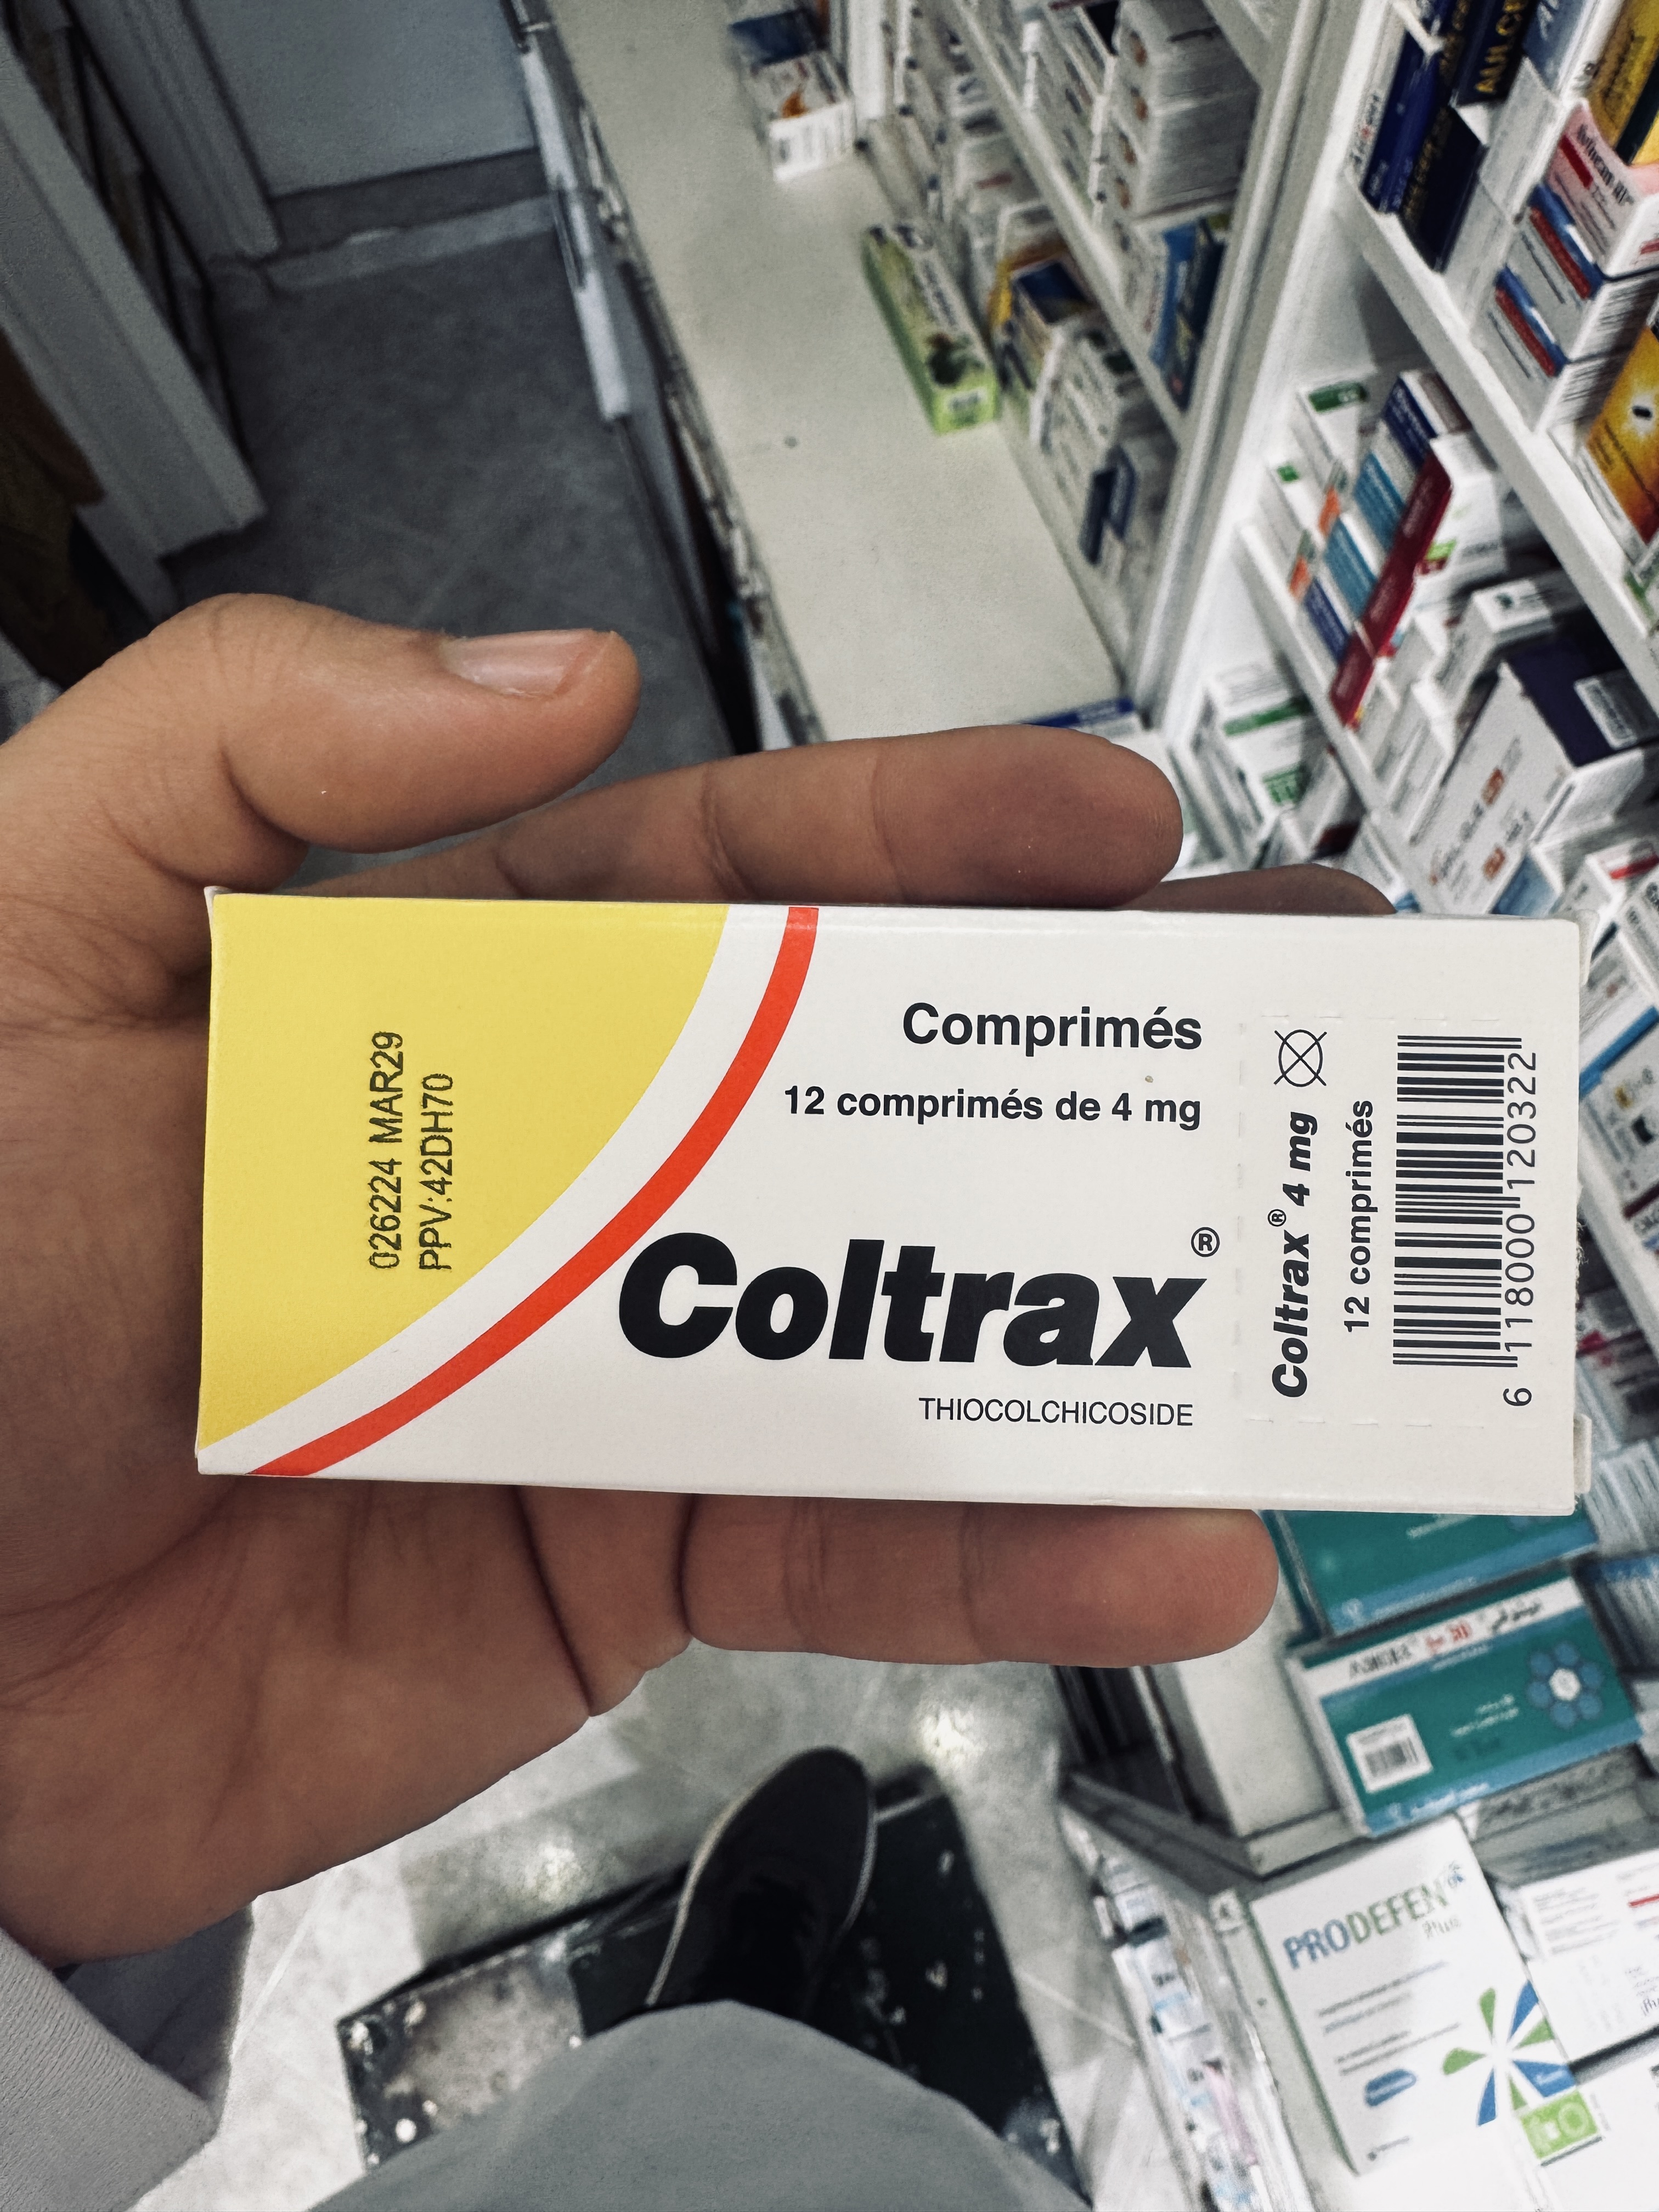 026224 MAR29
PPV:42DH70
Comprimés
12 comprimés de 4 mg
Coltrax®
THIOCOLCHICOSIDE
Coltrax® 4 mg
12 comprimés
6 118000 120322
PRODEFEN
plus